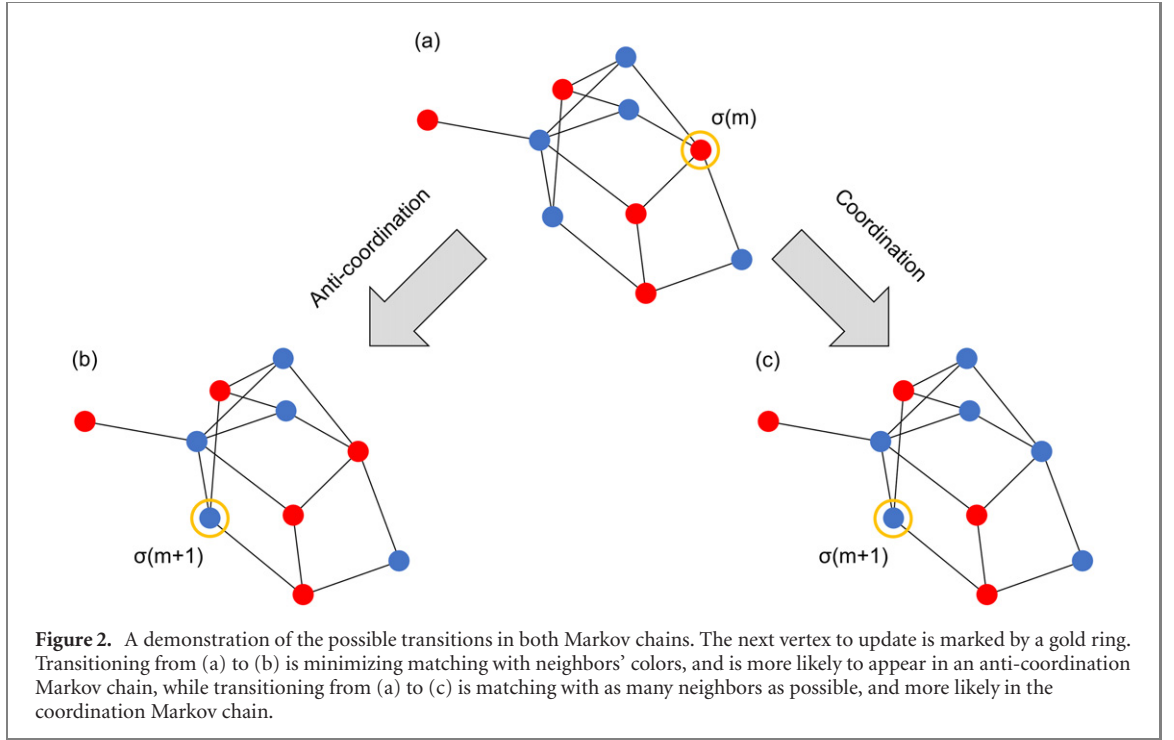 (a)
σ(m)
Anti-coordination
Coordination
(b)
(c)
σ(m+1)
σ(m+1)
Figure 2. A demonstration of the possible transitions in both Markov chains. The next vertex to update is marked by a gold ring.
Transitioning from (a) to (b) is minimizing matching with neighbors’ colors, and is more likely to appear in an anti-coordination
Markov chain, while transitioning from (a) to (c) is matching with as many neighbors as possible, and more likely in the
coordination Markov chain.